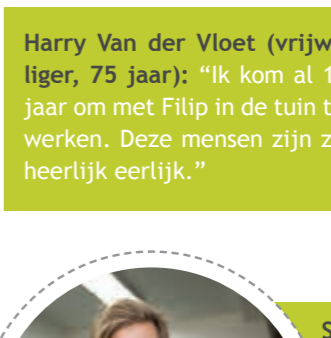 Harry Van der Vloet (vrijw
liger, 75 jaar): “Ik kom al 1
jaar om met Filip in de tuin t
werken. Deze mensen zijn z
heerlijk eerlijk.”
S